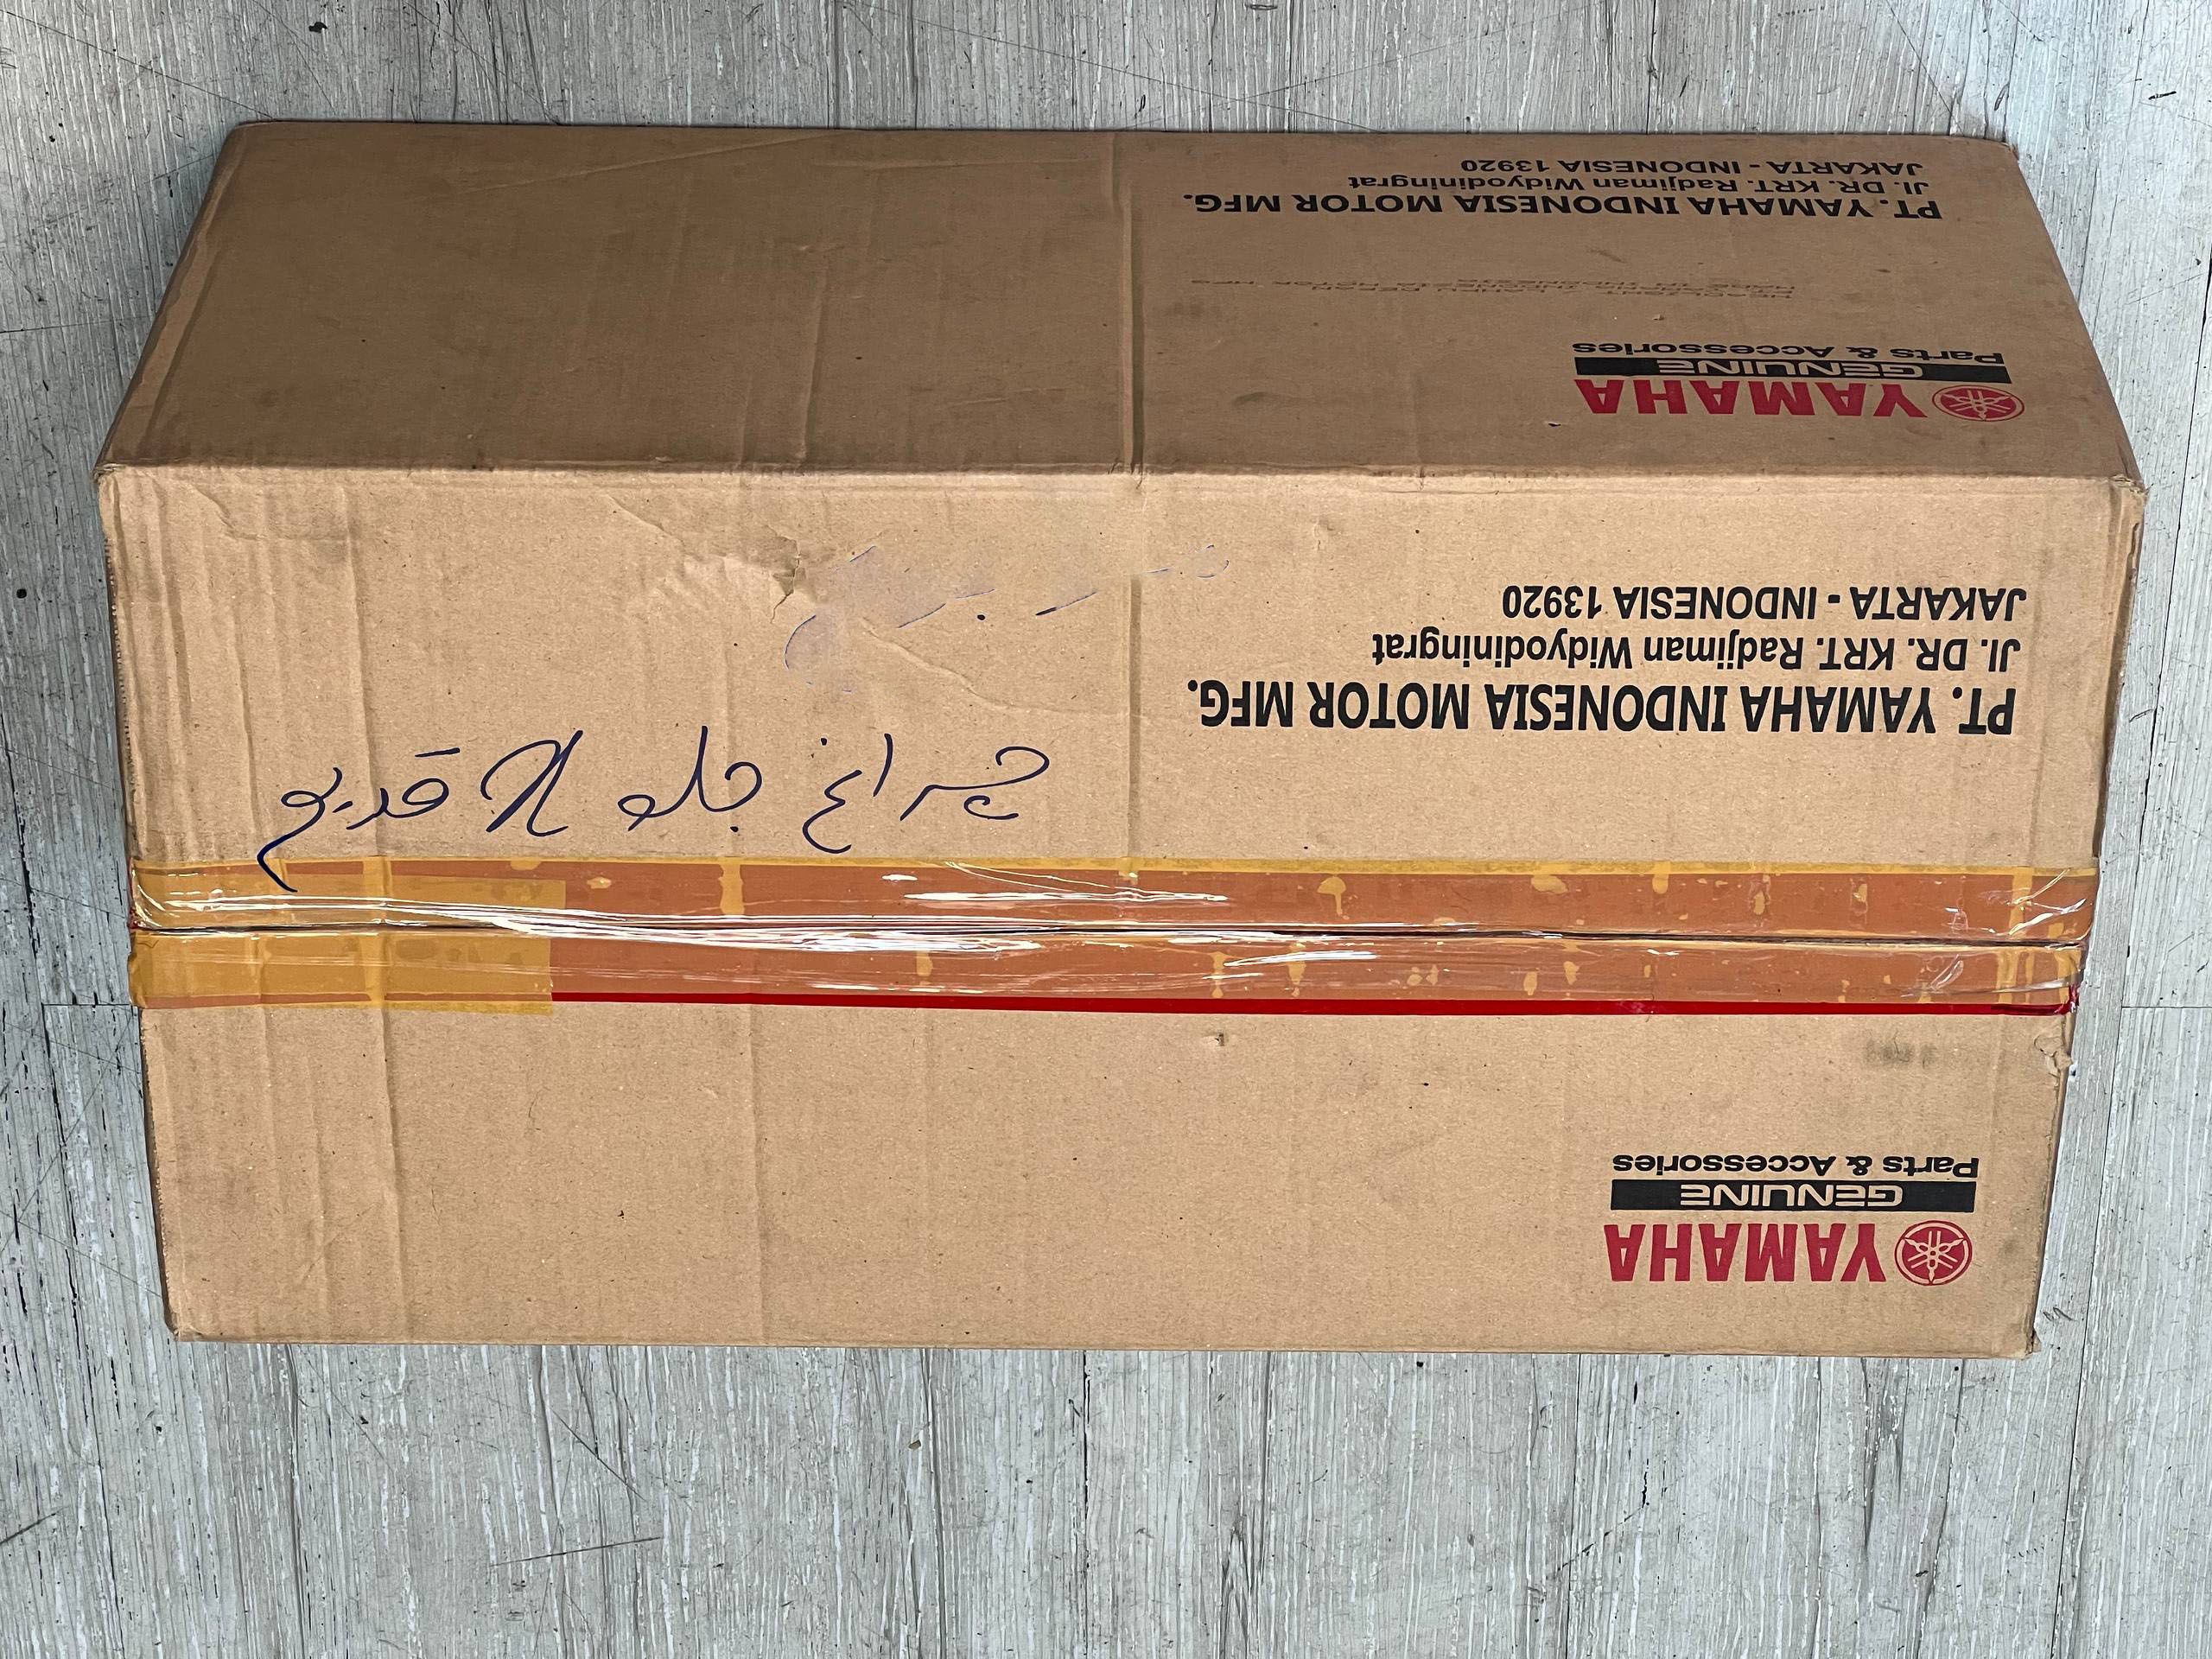 YAMAHA
GENUINE
Parts & Accessories
PT. YAMAHA INDONESIA MOTOR MFG.
Jl. DR. KRT. Radjiman Widyodiningrat
JAKARTA - INDONESIA 13920
چراغ جلو قدیم
YAMAHA
GENUINE
Parts & Accessories
PT. YAMAHA INDONESIA MOTOR MFG.
Jl. DR. KRT. Radjiman Widyodiningrat
JAKARTA - INDONESIA 13920